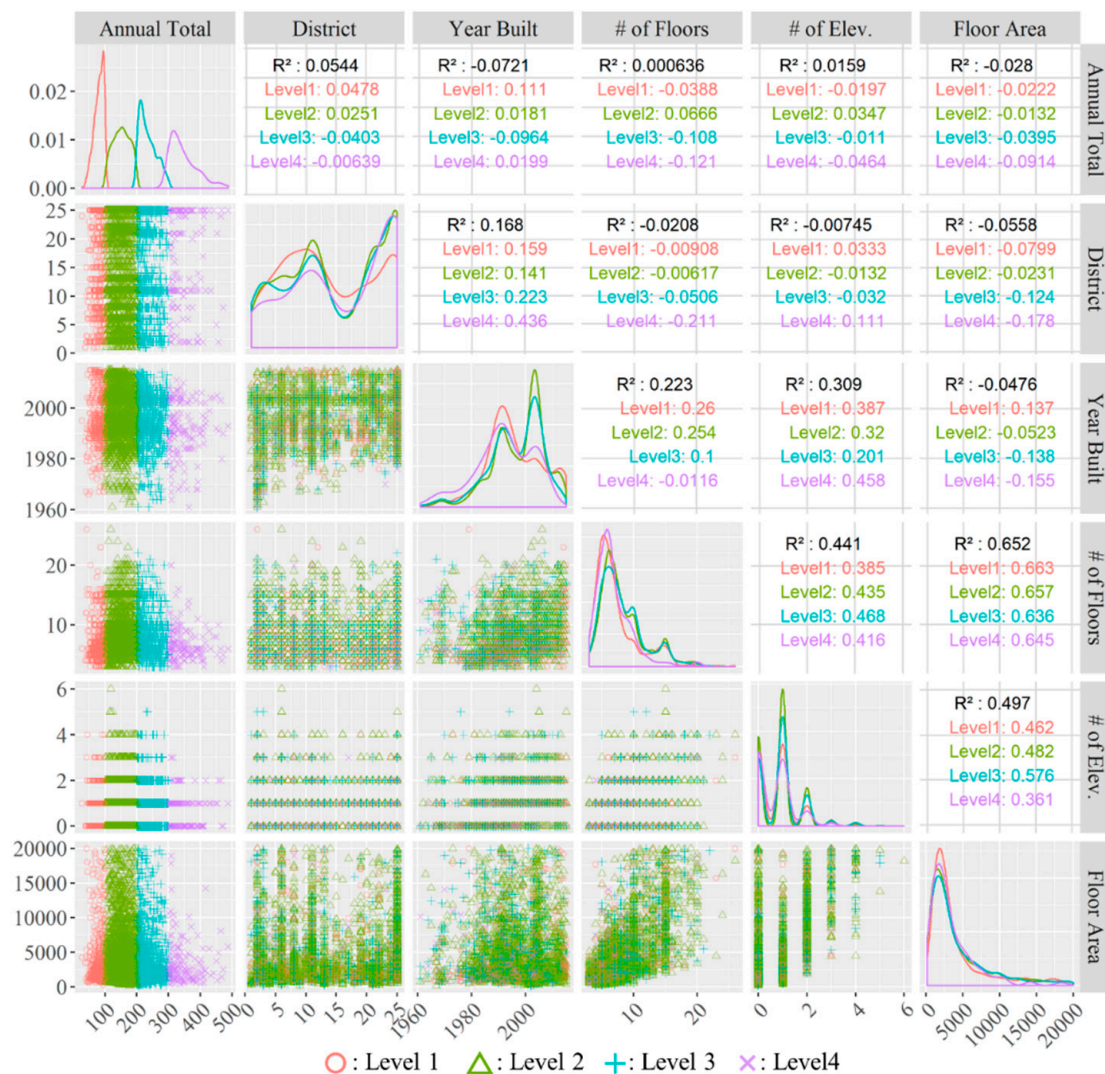 Annual Total District Year Built # of Floors # of Elev. Floor Area
R² : 0.0544 R² : -0.0721 R² : 0.000636 R² : 0.0159 R² : -0.028
Level1: 0.0478 Level1: 0.111 Level1: -0.0388 Level1: -0.0197 Level1: -0.0222
0.02 Level2: 0.0251 Level2: 0.0181 Level2: 0.0666 Level2: 0.0347 Level2: -0.0132
0.01 Level3: -0.0403 Level3: -0.0964 Level3: -0.108 Level3: -0.011 Level3: -0.0395
Level4: -0.00639 Level4: 0.0199 Level4: -0.121 Level4: -0.0464 Level4: -0.0914
0.00
Annual Total
25
R² : 0.168 R² : -0.0208 R² : -0.00745 R² : -0.0558
20 Level1: 0.159 Level1: -0.00908 Level1: 0.0333 Level1: -0.0799
15 Level2: 0.141 Level2: -0.00617 Level2: -0.0132 Level2: -0.0231
10 Level3: 0.223 Level3: -0.0506 Level3: -0.032 Level3: -0.124
5 Level4: 0.436 Level4: -0.211 Level4: 0.111 Level4: -0.178
0
District
R² : 0.223 R² : 0.309 R² : -0.0476
2000 Level1: 0.26 Level1: 0.387 Level1: 0.137
Level2: 0.254 Level2: 0.32 Level2: -0.0523
1980 Level3: 0.1 Level3: 0.201 Level3: -0.138
Level4: -0.0116 Level4: 0.458 Level4: -0.155
1960
Year Built
R² : 0.441 R² : 0.652
20 Level1: 0.385 Level1: 0.663
Level2: 0.435 Level2: 0.657
10 Level3: 0.468 Level3: 0.636
Level4: 0.416 Level4: 0.645
# of Floors
6
R² : 0.497
4 Level1: 0.462
Level2: 0.482
2 Level3: 0.576
Level4: 0.361
0
# of Elev.
20000
15000
10000
5000
0
Floor Area
100 200 300 400 500 0 5 10 15 20 25 1960 1980 2000 10 20 0 2 4 6 0 5000 10000 15000 20000
: Level 1 : Level 2 : Level 3 : Level4